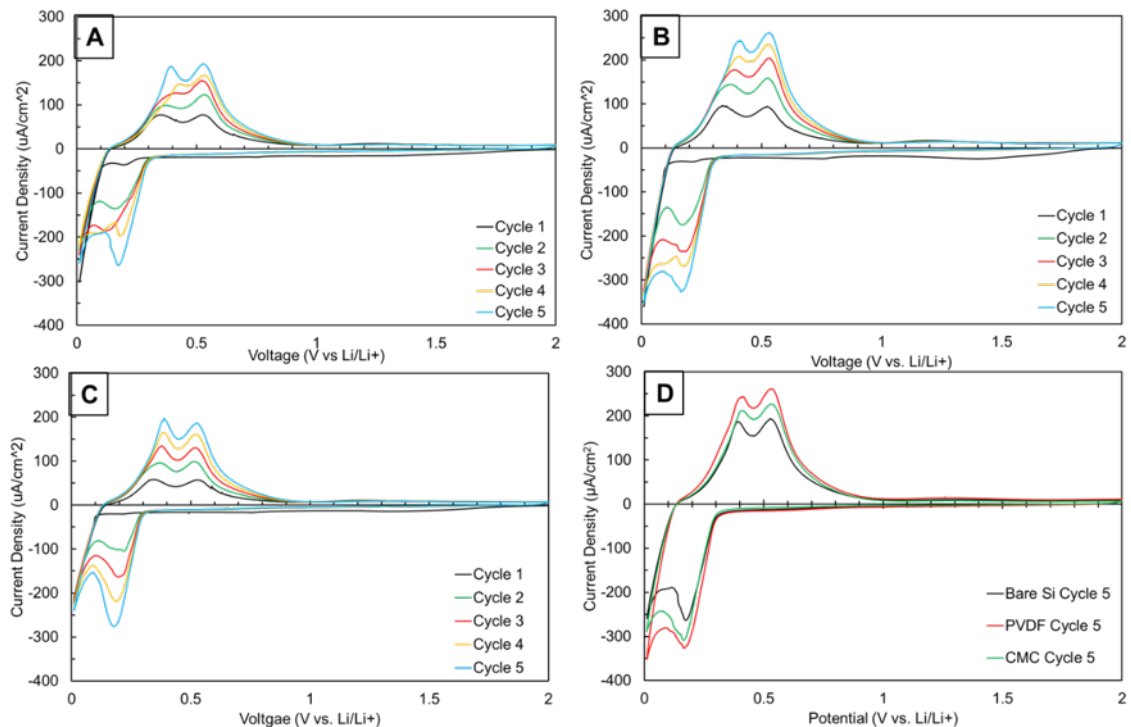 A
Current Density (uA/cm^2)
300
200
100
0
-100
-200
-300
-400
0
0.5
1
1.5
2
Voltage (V vs Li/Li+)
Cycle 1
Cycle 2
Cycle 3
Cycle 4
Cycle 5
B
Current Density (uA/cm^2)
300
200
100
0
-100
-200
-300
-400
0
0.5
1
1.5
2
Voltage (V vs. Li/Li+)
Cycle 1
Cycle 2
Cycle 3
Cycle 4
Cycle 5
C
Current Density (uA/cm^2)
300
200
100
0
-100
-200
-300
-400
0
0.5
1
1.5
2
Voltgae (V vs. Li/Li+)
Cycle 1
Cycle 2
Cycle 3
Cycle 4
Cycle 5
D
Current Density (µA/cm²)
300
200
100
0
-100
-200
-300
-400
0
0.5
1
1.5
2
Potential (V vs. Li/Li+)
Bare Si Cycle 5
PVDF Cycle 5
CMC Cycle 5